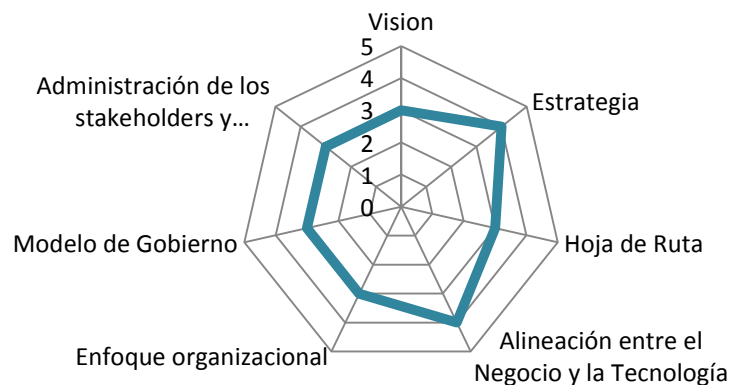 Vision
5
4
3
2
1
0
Estrategia
Hoja de Ruta
Alineación entre el
Negocio y la Tecnología
Enfoque organizacional
Modelo de Gobierno
Administración de los
stakeholders y…